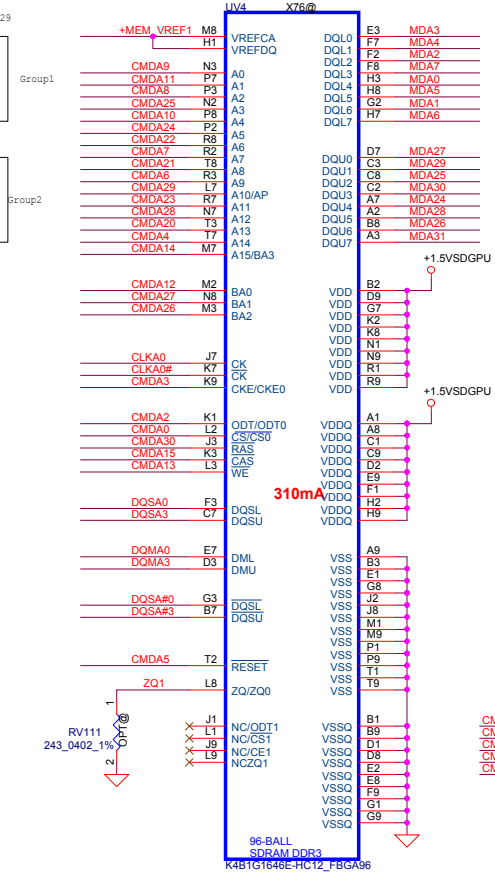 29
UV4 X76@
Group1
Group2
+MEM_VREF1 M8 VREFCA
H1 VREFDQ
CMDA9 N3 A0
CMDA11 P7 A1
CMDA8 P3 A2
CMDA25 N2 A3
CMDA10 P8 A4
CMDA24 P2 A5
CMDA22 R8 A6
CMDA7 R2 A7
CMDA21 T8 A8
CMDA6 R3 A9
CMDA29 L7 A10/AP
CMDA23 R7 A11
CMDA28 N7 A12
CMDA20 T3 A13
CMDA4 T7 A14
CMDA14 M7 A15/BA3
CMDA12 M2 BA0
CMDA27 N8 BA1
CMDA26 M3 BA2
CLKA0 J7 CK
CLKA0# K7 CK
CMDA3 K9 CKE/CKE0
CMDA2 K1 ODT/ODT0
CMDA0 L2 CS/CS0
CMDA30 J3 RAS
CMDA15 K3 CAS
CMDA13 L3 WE
DQSA0 F3 DQSL
DQSA3 C7 DQSU
DQMA0 E7 DML
DQMA3 D3 DMU
DQSA#0 G3 DQSL
DQSA#3 B7 DQSU
CMDA5 T2 RESET
ZQ1 L8 ZQ/ZQ0
1
RV111
243_0402_1%
OPT@
2
J1 NC/ODT1
L1 NC/CS1
J9 NC/CE1
L9 NCZQ1
DQL0 E3 MDA3
DQL1 F7 MDA4
DQL2 F2 MDA2
DQL3 F8 MDA7
DQL4 H3 MDA0
DQL5 H8 MDA5
DQL6 G2 MDA1
DQL7 H7 MDA6
DQU0 D7 MDA27
DQU1 C3 MDA29
DQU2 C8 MDA25
DQU3 C2 MDA30
DQU4 A7 MDA24
DQU5 A2 MDA28
DQU6 B8 MDA26
DQU7 A3 MDA31
+1.5VSDGPU
VDD B2
VDD D9
VDD G7
VDD K2
VDD K8
VDD N1
VDD N9
VDD R1
VDD R9
+1.5VSDGPU
VDDQ A1
VDDQ A8
VDDQ C1
VDDQ C9
VDDQ D2
VDDQ E9
310mA
VDDQ F1
VDDQ H2
VDDQ H9
VSS A9
VSS B3
VSS E1
VSS G8
VSS J2
VSS J8
VSS M1
VSS M9
VSS P1
VSS P9
VSS T1
VSS T9
VSSQ B1
VSSQ B9
VSSQ D1
VSSQ D8
VSSQ E2
VSSQ E8
VSSQ F9
VSSQ G1
VSSQ G9
96-BALL
SDRAM DDR3
K4B1G1646E-HC12_FBGA96